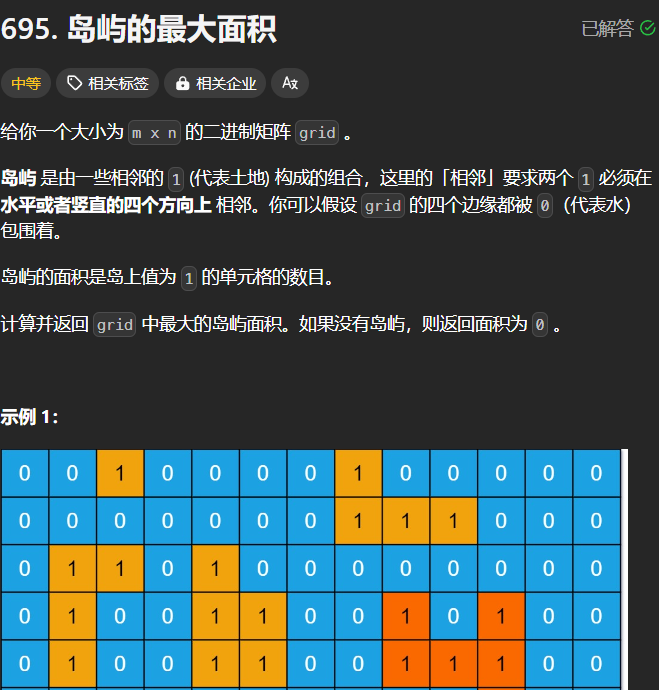 695. 岛屿的最大面积
已解答
中等 相关标签 相关企业 Aあ
给你一个大小为 m x n 的二进制矩阵 grid 。
岛屿 是由一些相邻的 1 (代表土地) 构成的组合，这里的「相邻」要求两个 1 必须在
水平或者竖直的四个方向上 相邻。你可以假设 grid 的四个边缘都被 0（代表水）
包围着。
岛屿的面积是岛上值为 1 的单元格的数目。
计算并返回 grid 中最大的岛屿面积。如果没有岛屿，则返回面积为 0 。
示例 1：
0 0 1 0 0 0 0 1 0 0 0 0 0
0 0 0 0 0 0 0 1 1 1 0 0 0
0 1 1 0 1 0 0 0 0 0 0 0 0
0 1 0 0 1 1 0 0 1 0 1 0 0
0 1 0 0 1 1 0 0 1 1 1 0 0